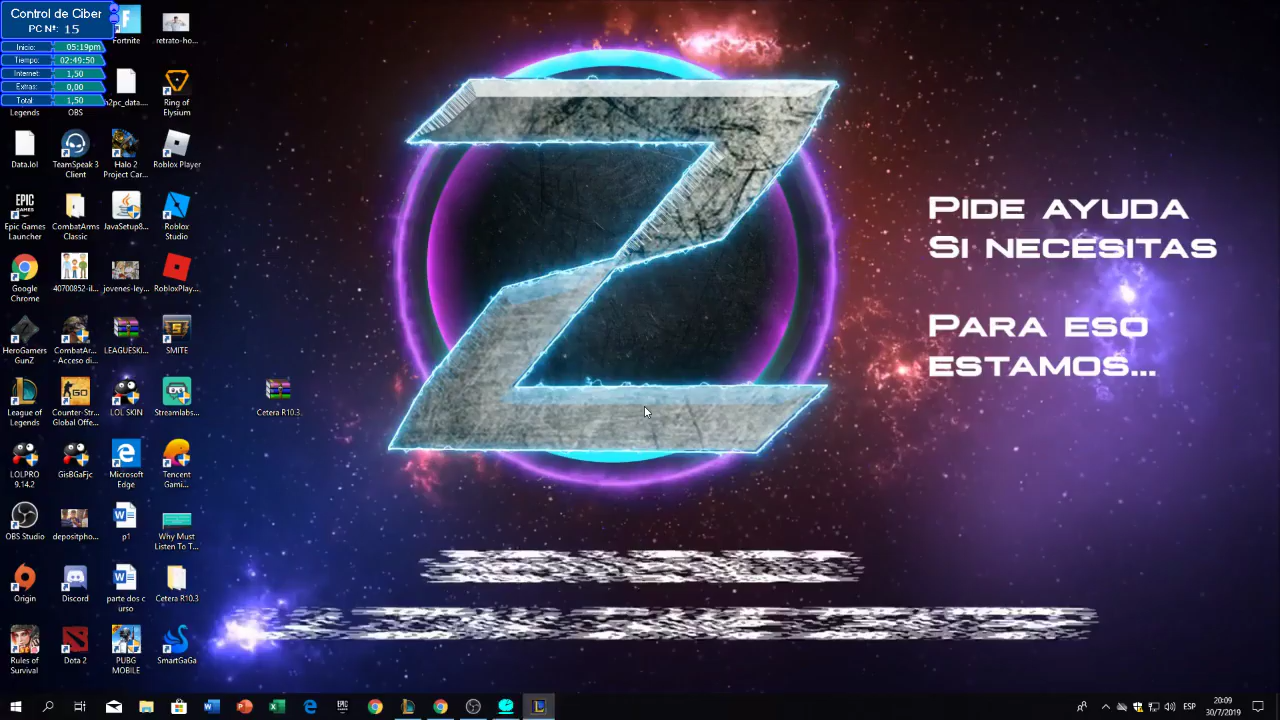 Control de Ciber
PC Nº: 15
Inicio: 05:19pm
Tiempo: 02:49:50
Internet: 1,50
Extras: 0,00
Total 1,50
Fortnite
retrato-ho...
Legends
OBS
n2pc_data....
Ring of
Elysium
Data.lol
TeamSpeak 3
Client
Halo 2
Project Car...
Roblox Player
EPIC
GAMES
Epic Games
Launcher
CombatArms
Classic
JavaSetup8...
Roblox
Studio
Google
Chrome
40700852-il...
jovenes-ley...
RobloxPlay...
HeroGamers
GunZ
CombatAr...
- Acceso di...
LEAGUESKI...
SMITE
League of
Legends
Counter-Str...
Global Offe...
LOL SKIN
Streamlabs...
Cetera R10.3...
LOLPRO
9.14.2
GisBGaFjc
Microsoft
Edge
Tencent
Gami...
OBS Studio
depositpho...
p1
Why Must
Listen To T...
Origin
Discord
parte dos c
urso
Cetera R10.3
Rules of
Survival
Dota 2
PUBG
MOBILE
SmartGaGa
Z
Pide ayuda
Si necesitas
Para eso
estamos...
ESP
20:09
30/7/2019